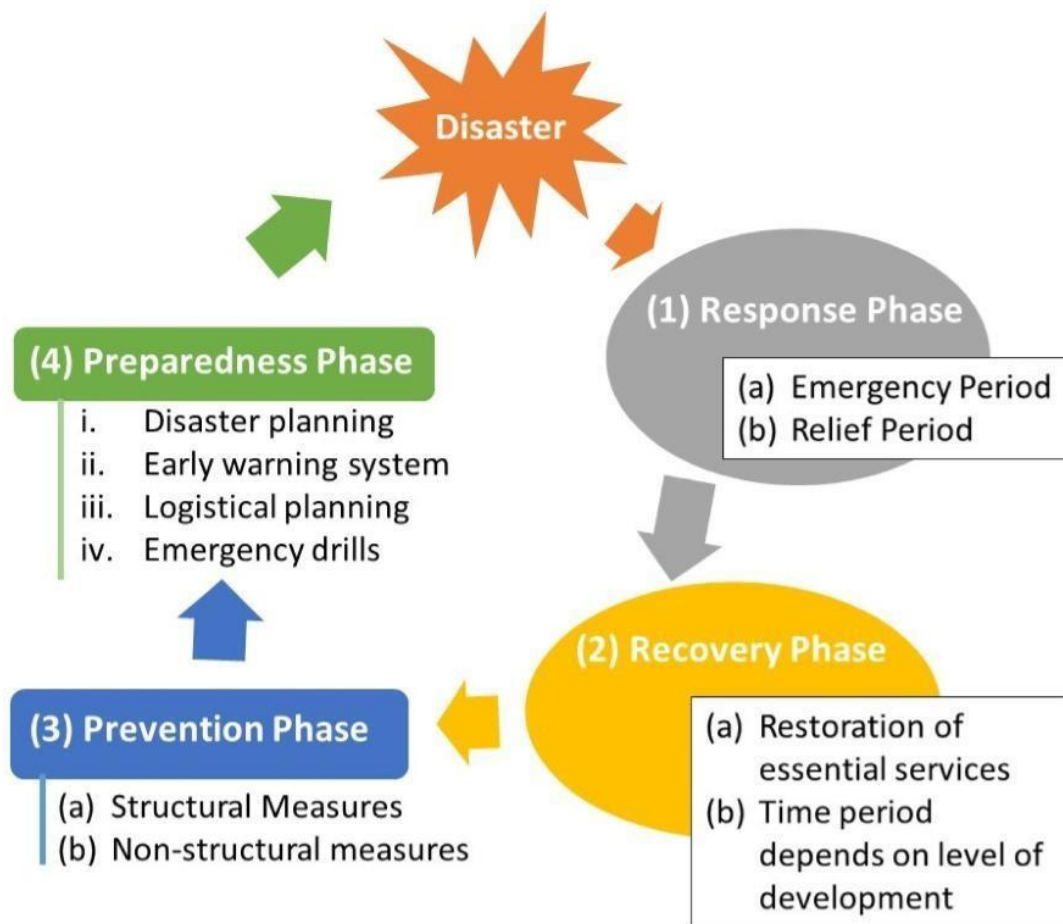 Disaster
(1) Response Phase
(a) Emergency Period
(b) Relief Period
(2) Recovery Phase
(a) Restoration of
essential services
(b) Time period
depends on level of
development
(3) Prevention Phase
(a) Structural Measures
(b) Non-structural measures
(4) Preparedness Phase
i. Disaster planning
ii. Early warning system
iii. Logistical planning
iv. Emergency drills